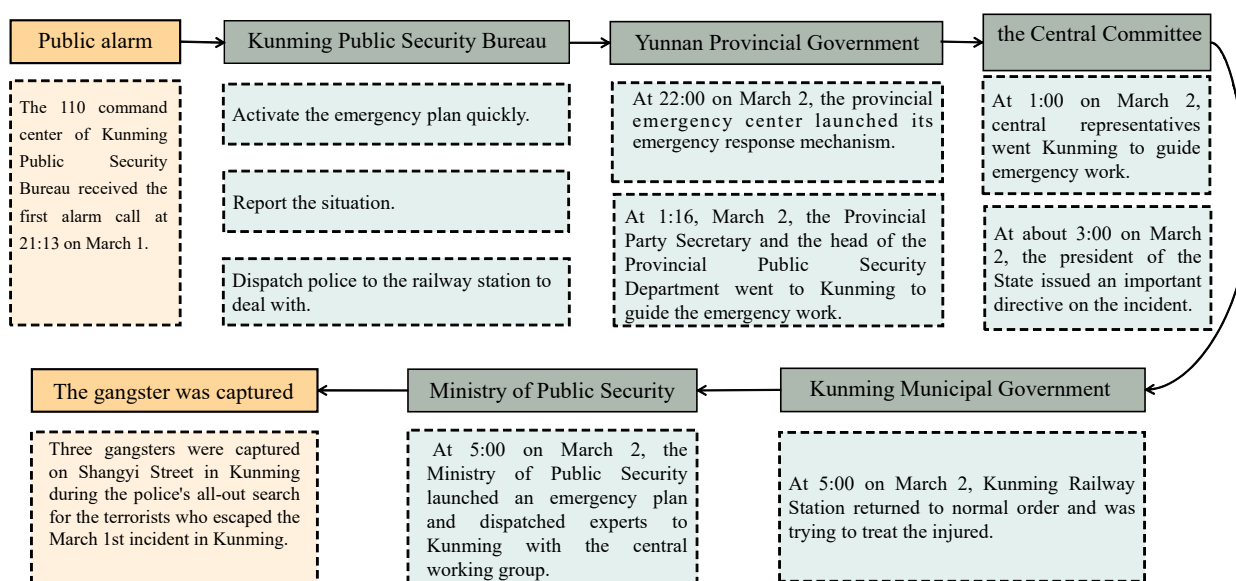 Public alarm
The 110 command
center of Kunming
Public Security
Bureau received the
first alarm call at
21:13 on March 1.
Kunming Public Security Bureau
Activate the emergency plan quickly.
Report the situation.
Dispatch police to the railway station to
deal with.
Yunnan Provincial Government
At 22:00 on March 2, the provincial
emergency center launched its
emergency response mechanism.
At 1:16, March 2, the Provincial
Party Secretary and the head of the
Provincial Public Security
Department went to Kunming to
guide the emergency work.
the Central Committee
At 1:00 on March 2,
central representatives
went Kunming to guide
emergency work.
At about 3:00 on March
2, the president of the
State issued an important
directive on the incident.
Kunming Municipal Government
At 5:00 on March 2, Kunming Railway
Station returned to normal order and was
trying to treat the injured.
Ministry of Public Security
At 5:00 on March 2, the
Ministry of Public Security
launched an emergency plan
and dispatched experts to
Kunming with the central
working group.
The gangster was captured
Three gangsters were captured
on Shangyi Street in Kunming
during the police's all-out search
for the terrorists who escaped the
March 1st incident in Kunming.